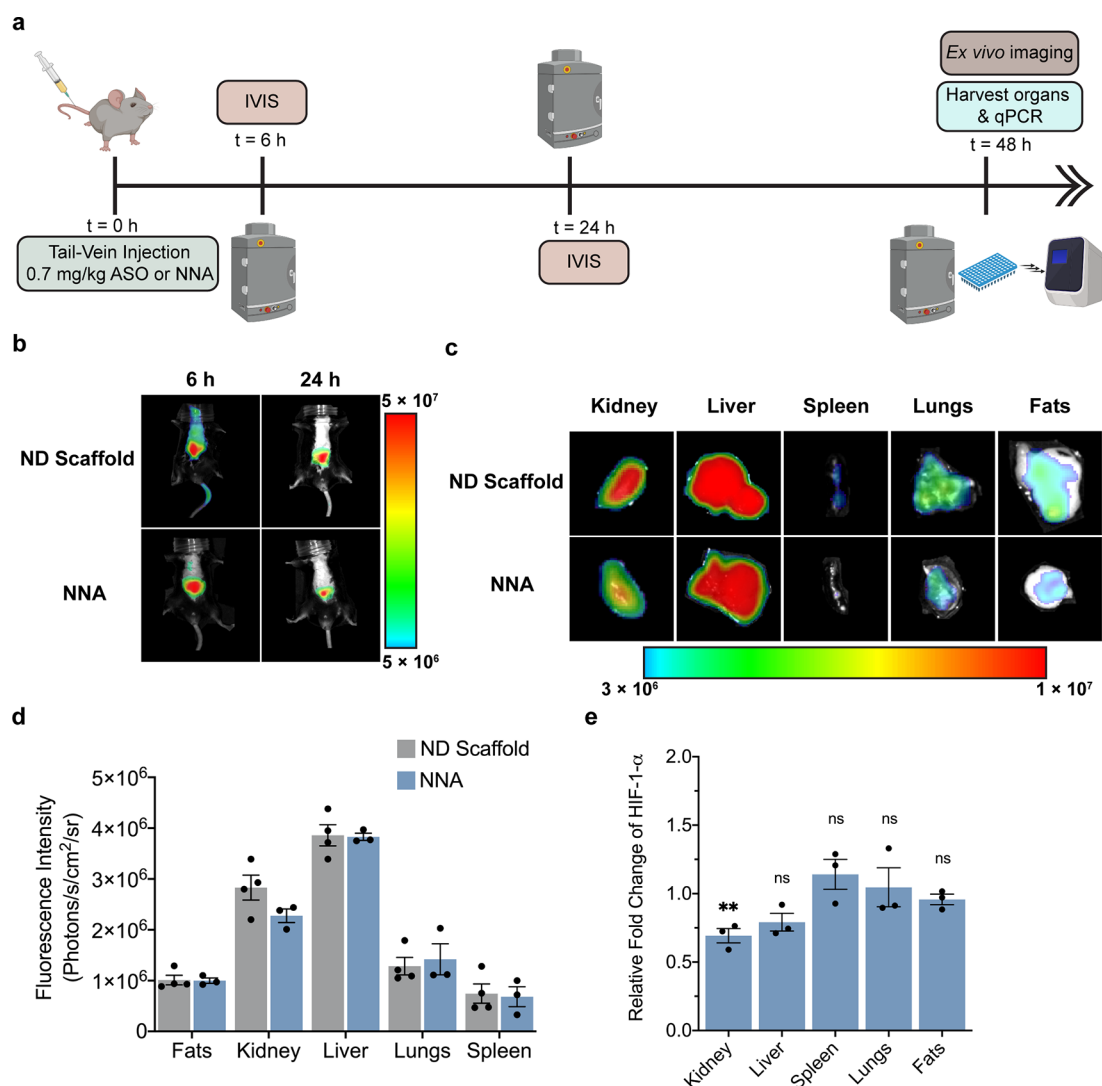 a
Ex vivo imaging
IVIS
Harvest organs
& qPCR
t = 6 h
t = 48 h
t = 0 h
t = 24 h
Tail-Vein Injection
0.7 mg/kg ASO or NNA
IVIS
b
6 h 24 h
5 × 10⁷
ND Scaffold
NNA
5 × 10⁶
c
Kidney Liver Spleen Lungs Fats
ND Scaffold
NNA
3 × 10⁶ 1 × 10⁷
d
ND Scaffold
NNA
Fluorescence Intensity
(Photons/s/cm²/sr)
5×10⁶
4×10⁶
3×10⁶
2×10⁶
1×10⁶
0
Fats Kidney Liver Lungs Spleen
e
Relative Fold Change of HIF-1-α
2.0
1.5
1.0
0.5
0.0
** ns ns ns ns
Kidney Liver Spleen Lungs Fats